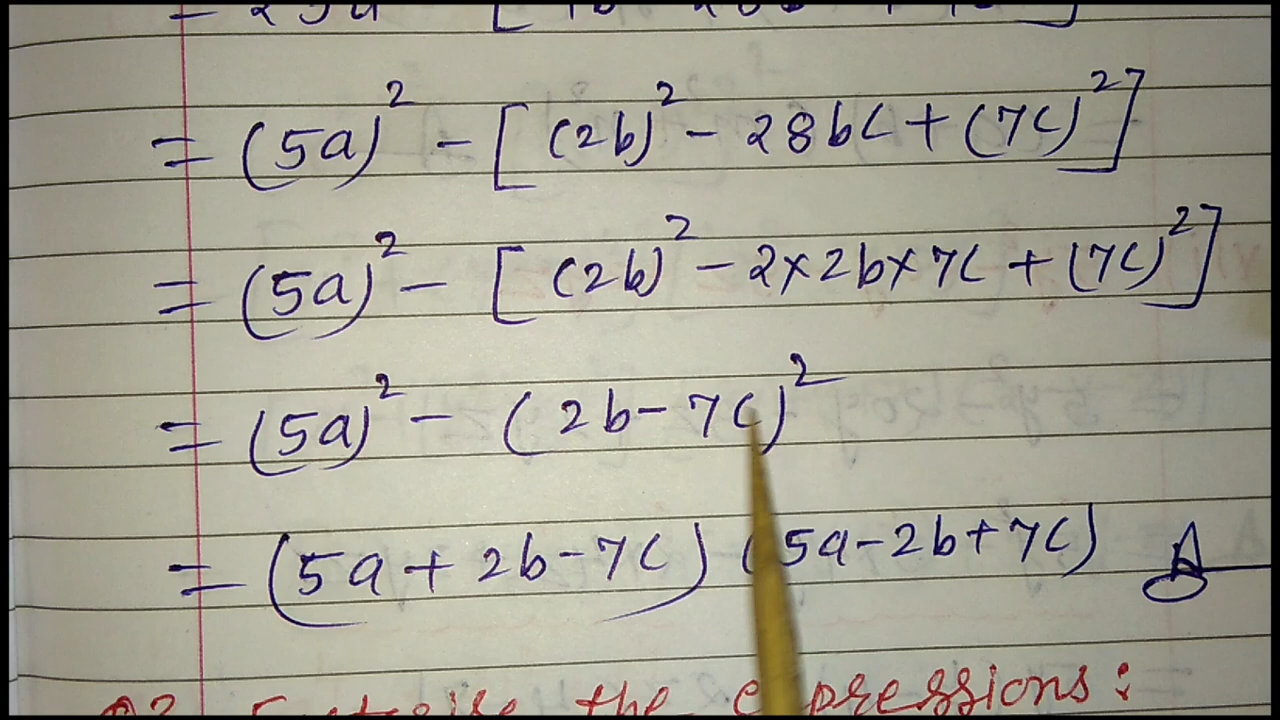 = (5a)² - [(2b)² - 28bc + (7c)²]
= (5a)² - [(2b)² - 2×2b×7c + (7c)²]
= (5a)² - (2b-7c)²
= (5a+2b-7c) (5a-2b+7c) A
the expressions: